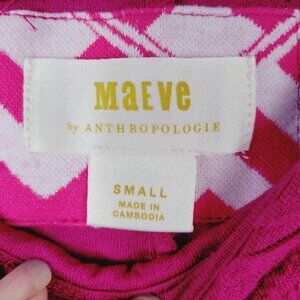 MaEve
by ANTHROPOLOGIE
SMALL
MADE IN
CAMBODIA